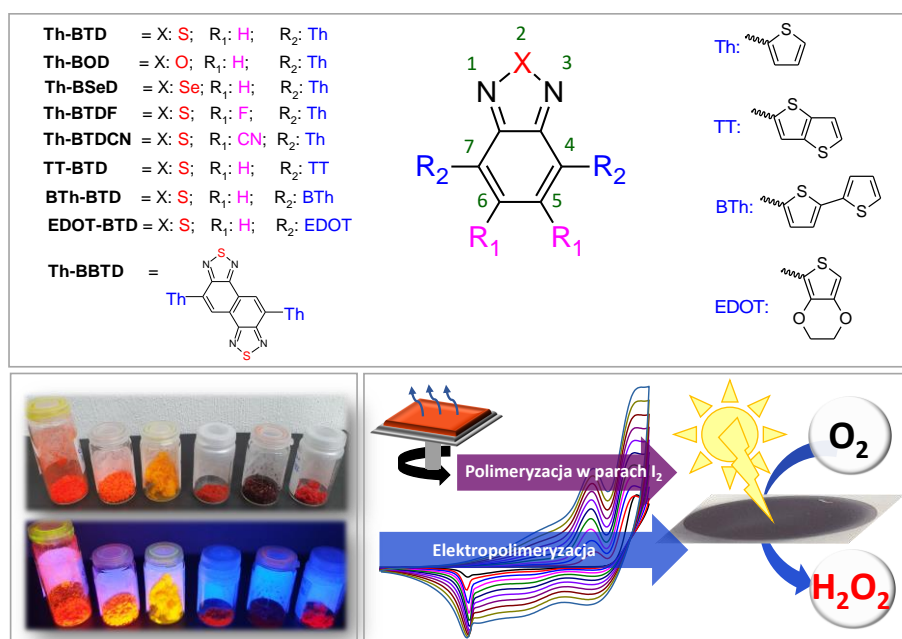 Th-BTD = X: S; R1: H; R2: Th
Th-BOD = X: O; R1: H; R2: Th
Th-BSeD = X: Se; R1: H; R2: Th
Th-BTDF = X: S; R1: F; R2: Th
Th-BTDCN = X: S; R1: CN; R2: Th
TT-BTD = X: S; R1: H; R2: TT
BTh-BTD = X: S; R1: H; R2: BTh
EDOT-BTD = X: S; R1: H; R2: EDOT
Th-BBTD =
S
N N
Th
Th
N N
S
2
1 X 3
N N
7 4
R2 R2
6 5
R1 R1
Th: S
TT: S
S
BTh: S S
EDOT: S
O O
Polimeryzacja w parach I2
Elektropolimeryzacja
O2
H2O2